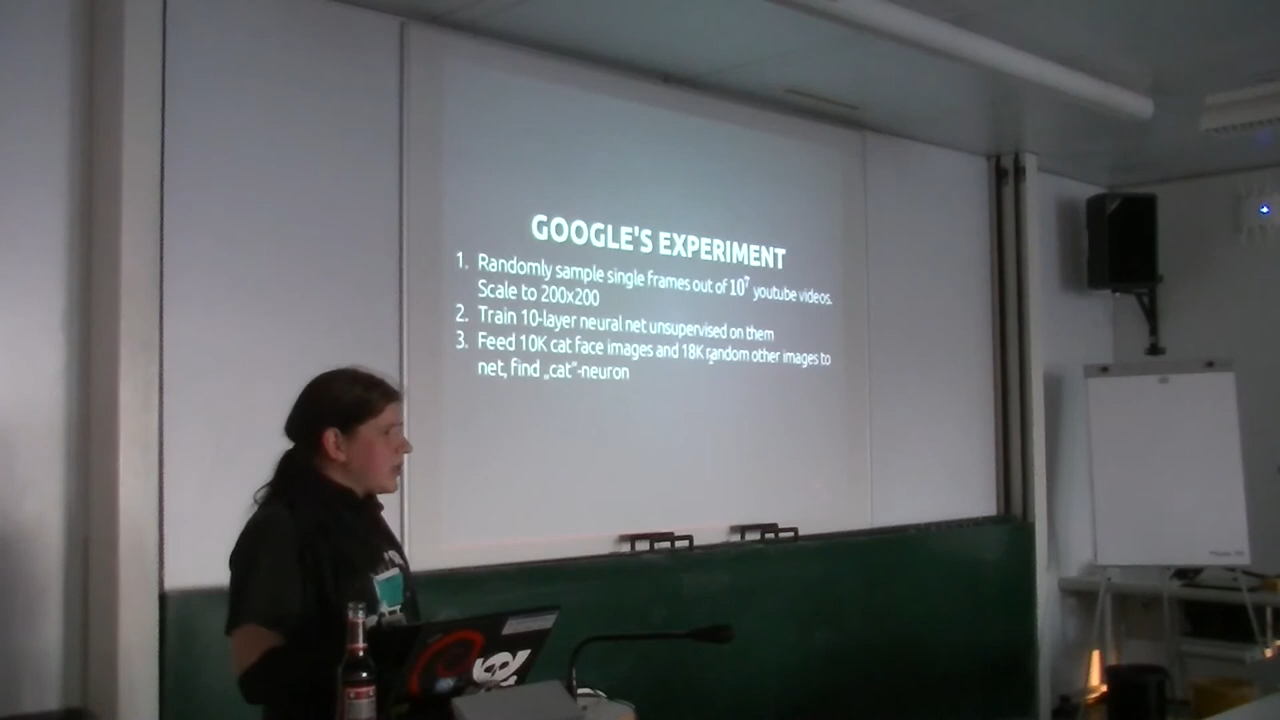 GOOGLE'S EXPERIMENT
1. Randomly sample single frames out of 10⁷ youtube videos.
Scale to 200x200
2. Train 10-layer neural net unsupervised on them
3. Feed 10K cat face images and 18K random other images to
net, find „cat“-neuron